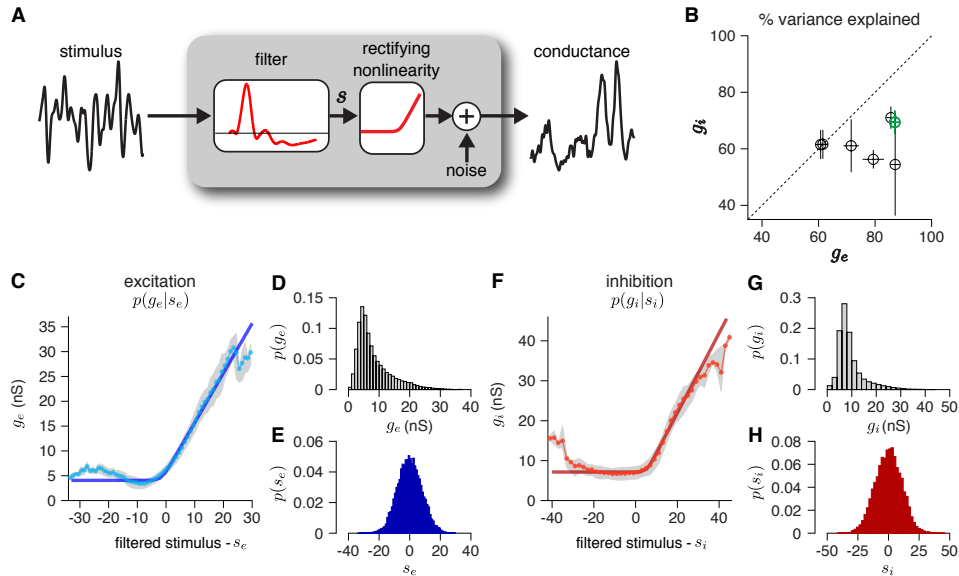 A
stimulus
filter
rectifying
nonlinearity
conductance
s
+
noise
B
% variance explained
100
80
60
40
g_i
40
60
80
100
g_e
C
excitation
p(g_e|s_e)
35
30
25
20
15
10
5
0
g_e (nS)
-30
-20
-10
0
10
20
30
filtered stimulus - s_e
D
0.15
0.10
0.05
0
p(g_e)
0
10
20
30
40
g_e (nS)
E
0.06
0.04
0.02
0
p(s_e)
-40
-20
0
20
40
s_e
F
inhibition
p(g_i|s_i)
40
30
20
10
0
g_i (nS)
-40
-20
0
20
40
filtered stimulus - s_i
G
0.3
0.2
0.1
0
p(g_i)
0
10
20
30
40
50
g_i (nS)
H
0.08
0.06
0.04
0.02
0
p(s_i)
-50
-25
0
25
50
s_i